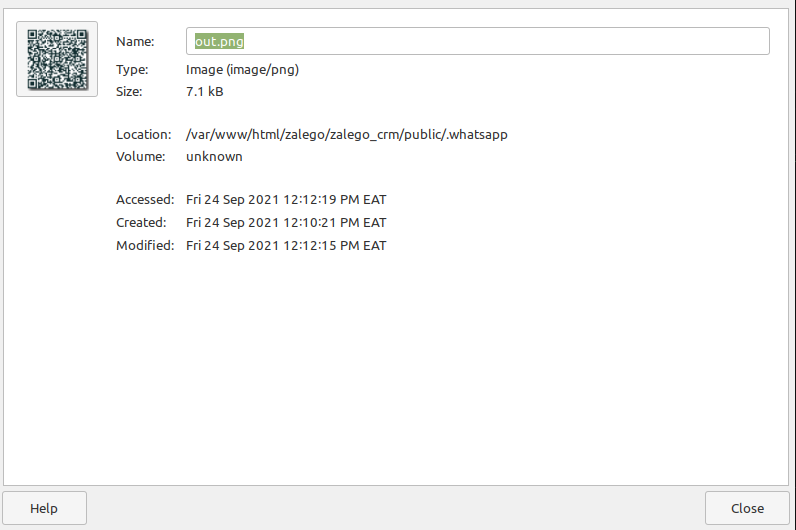 Name: out.png
Type: Image (image/png)
Size: 7.1 kB
Location: /var/www/html/zalego/zalego_crm/public/.whatsapp
Volume: unknown
Accessed: Fri 24 Sep 2021 12:12:19 PM EAT
Created: Fri 24 Sep 2021 12:10:21 PM EAT
Modified: Fri 24 Sep 2021 12:12:15 PM EAT
Help Close